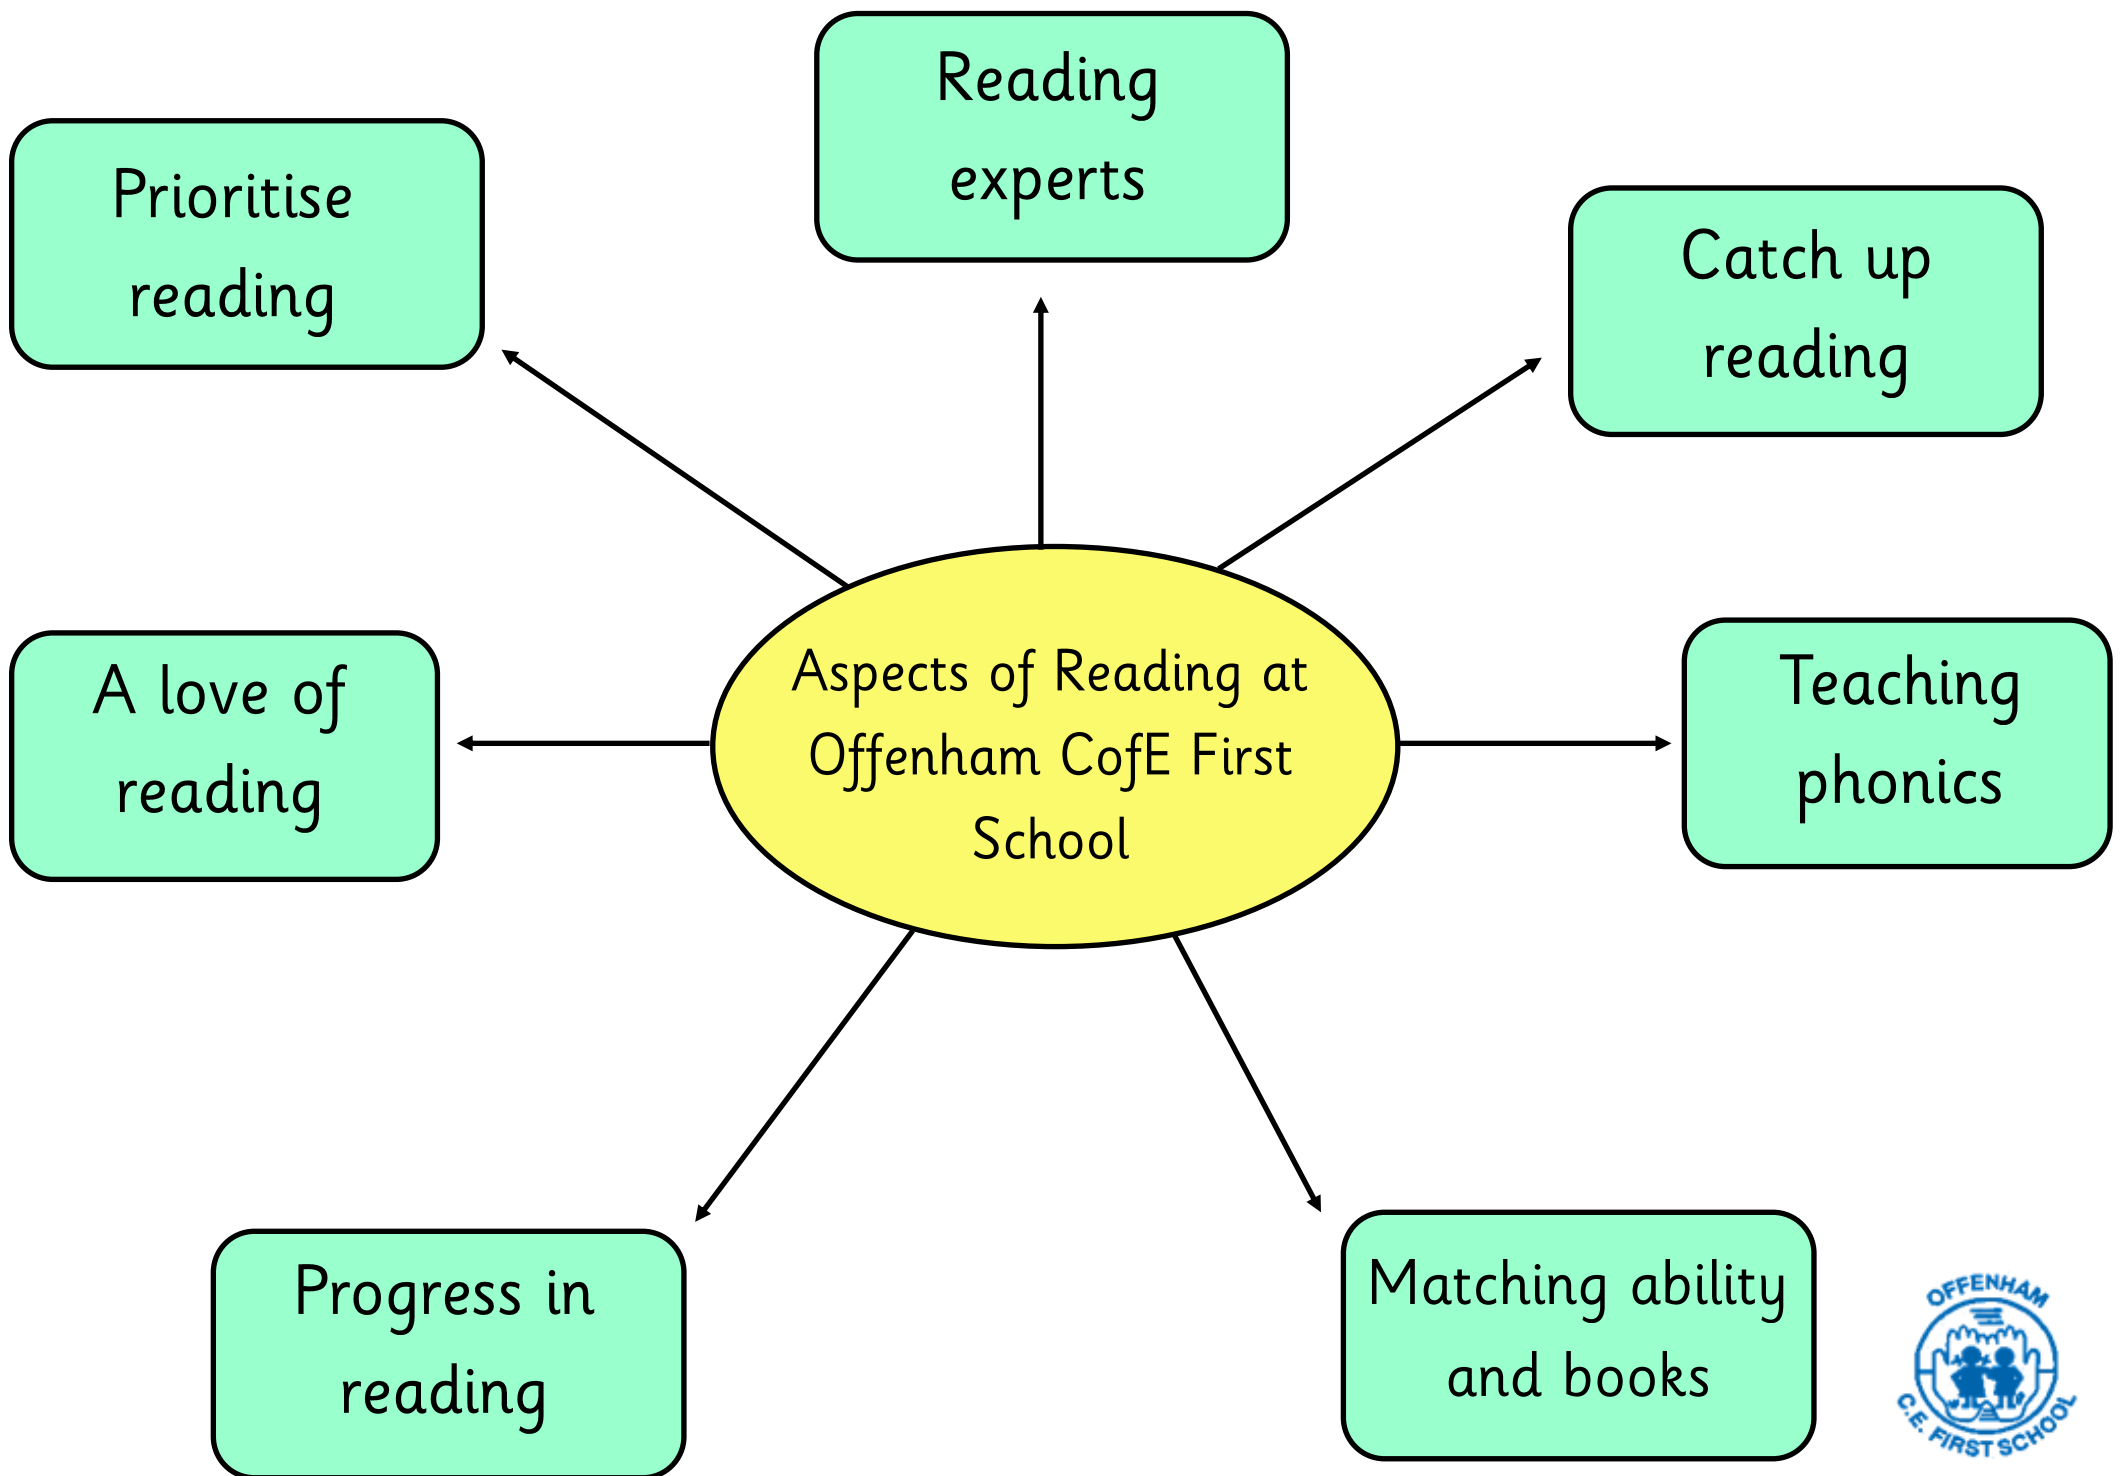 Reading
experts
Prioritise
reading
Catch up
reading
A love of
reading
Aspects of Reading at
Offenham CofE First
School
Teaching
phonics
Progress in
reading
Matching ability
and books
OFFENHAM
C.E. FIRST SCHOOL